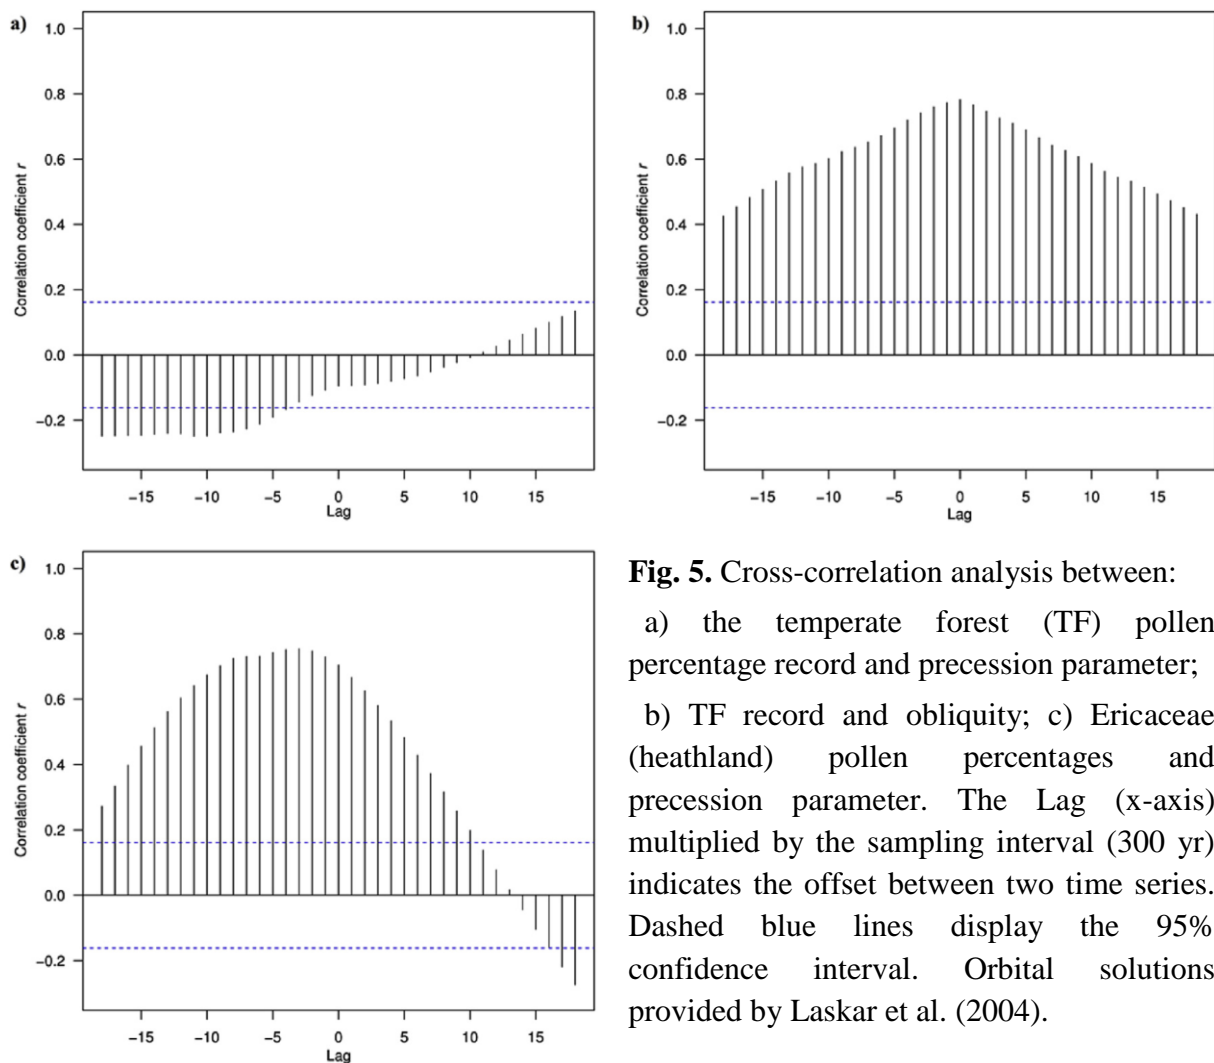 a)
1.0
0.8
0.6
0.4
0.2
0.0
−0.2
Correlation coefficient r
−15
−10
−5
0
5
10
15
Lag
b)
1.0
0.8
0.6
0.4
0.2
0.0
−0.2
Correlation coefficient r
−15
−10
−5
0
5
10
15
Lag
c)
1.0
0.8
0.6
0.4
0.2
0.0
−0.2
Correlation coefficient r
−15
−10
−5
0
5
10
15
Lag
Fig. 5. Cross-correlation analysis between:
a) the temperate forest (TF) pollen
percentage record and precession parameter;
b) TF record and obliquity; c) Ericaceae
(heathland) pollen percentages and
precession parameter. The Lag (x-axis)
multiplied by the sampling interval (300 yr)
indicates the offset between two time series.
Dashed blue lines display the 95%
confidence interval. Orbital solutions
provided by Laskar et al. (2004).